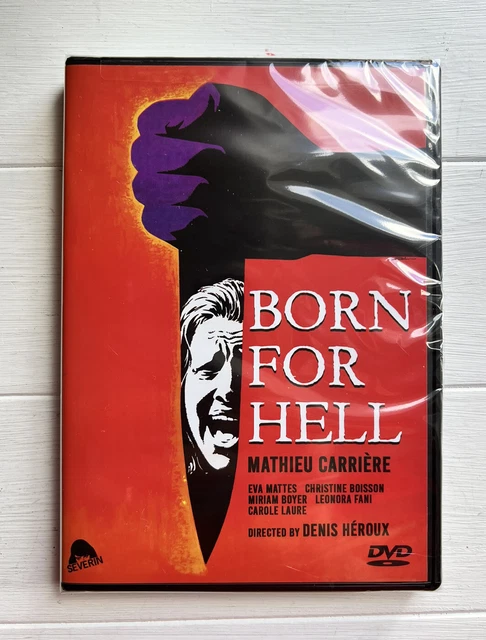 BORN
FOR
HELL
MATHIEU CARRIÈRE
EVA MATTES CHRISTINE BOISSON
MIRIAM BOYER LEONORA FANI
CAROLE LAURE
DIRECTED BY DENIS HÉROUX
SEVERIN
DVD